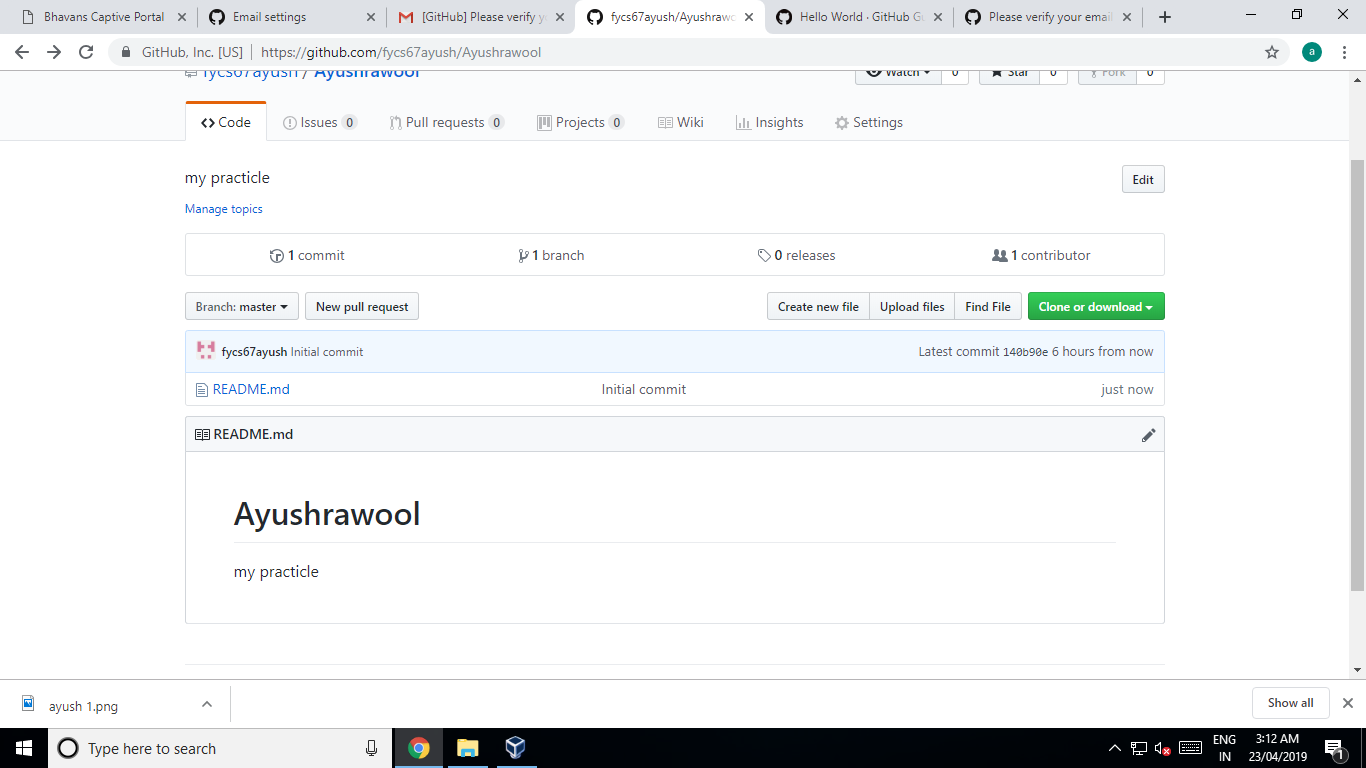 Bhavans Captive Portal
Email settings
[GitHub] Please verify y
fycs67ayush/Ayushrawo
Hello World · GitHub G
Please verify your email
GitHub, Inc. [US] https://github.com/fycs67ayush/Ayushrawool
a
fycs67ayush / Ayushrawool
Watch 0 Star 0 Fork 0
Code Issues 0 Pull requests 0 Projects 0 Wiki Insights Settings
my practicle
Edit
Manage topics
1 commit 1 branch 0 releases 1 contributor
Branch: master New pull request Create new file Upload files Find File Clone or download
fycs67ayush Initial commit Latest commit 140b90e 6 hours from now
README.md Initial commit just now
README.md
Ayushrawool
my practicle
ayush 1.png
Show all
Type here to search
ENG
IN
3:12 AM
23/04/2019
1